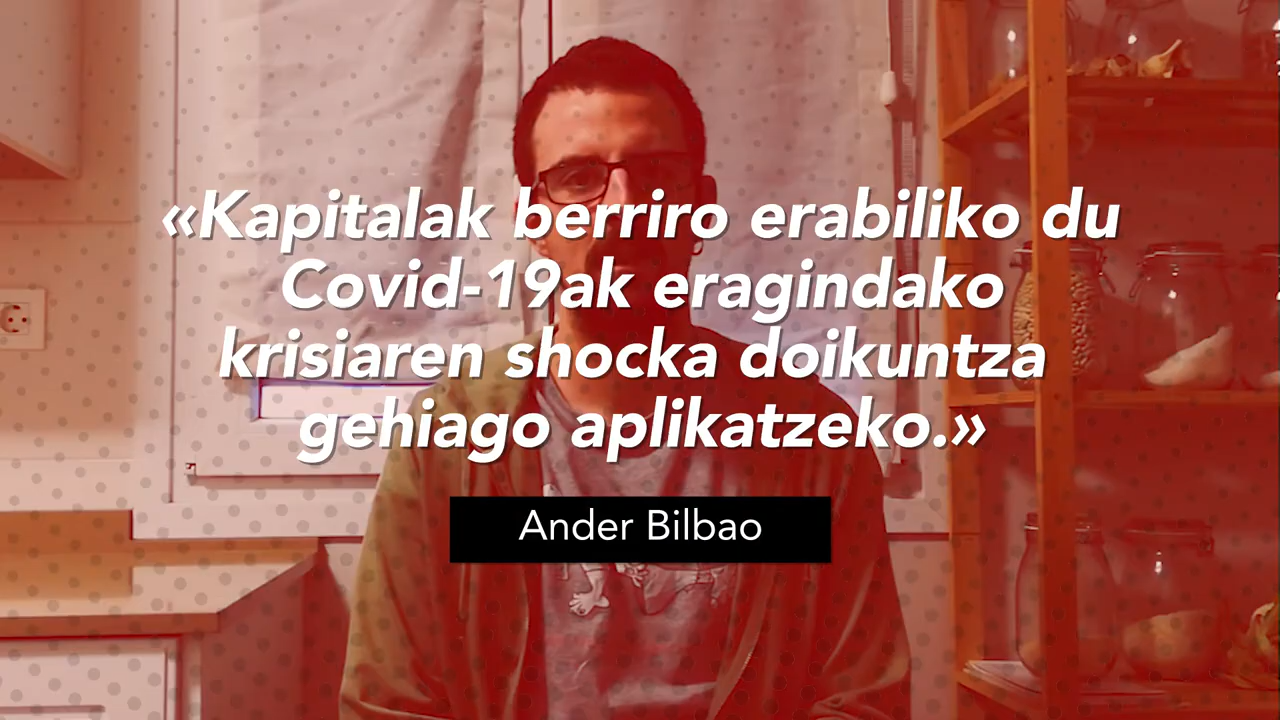 «Kapitalak berriro erabiliko du
Covid-19ak eragindako
krisiaren shocka doikuntza
gehiago aplikatzeko.»
Ander Bilbao